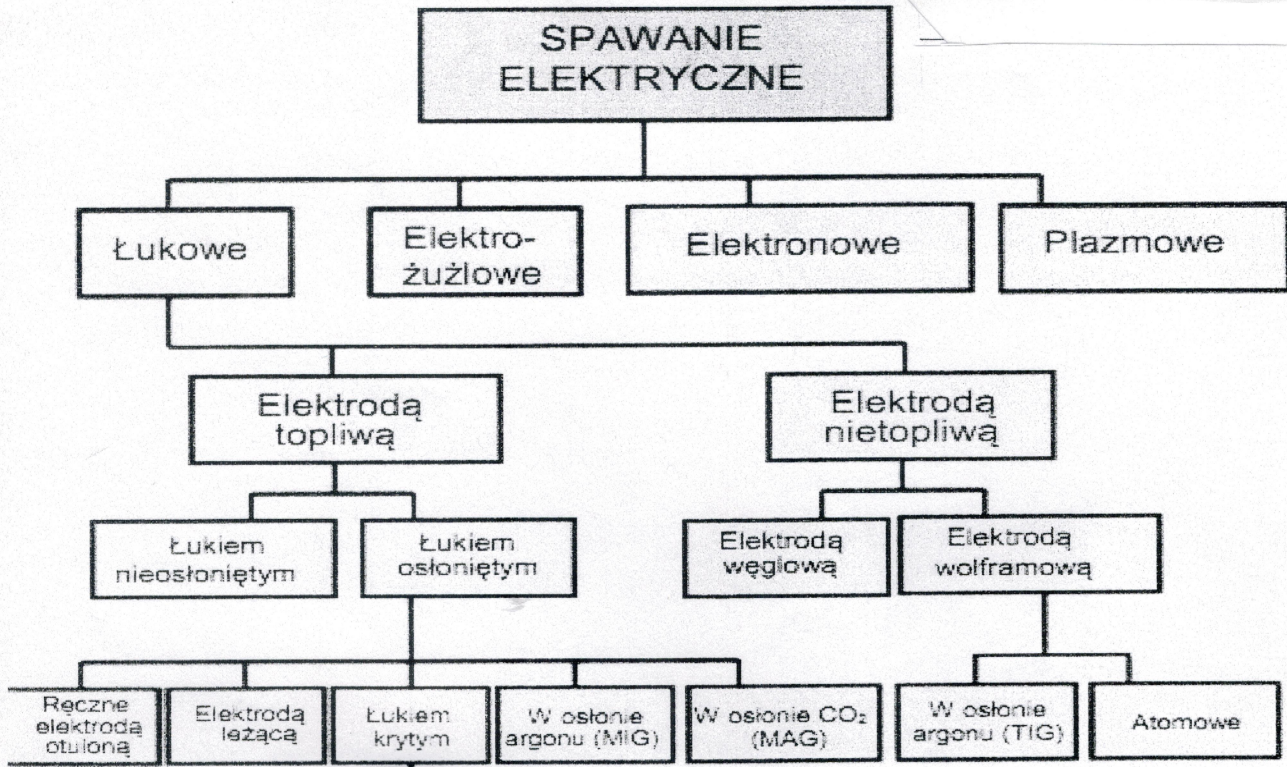 SPAWANIE
ELEKTRYCZNE
Łukowe
Elektro-
żużlowe
Elektronowe
Plazmowe
Elektrodą
topliwą
Elektrodą
nietopliwą
Łukiem
nieosłoniętym
Łukiem
osłoniętym
Elektrodą
węglową
Elektrodą
wolframową
Ręczne
elektrodą
otuloną
Elektrodą
leżącą
Łukiem
krytym
W osłonie
argonu (MIG)
W osłonie CO₂
(MAG)
W osłonie
argonu (TIG)
Atomowe